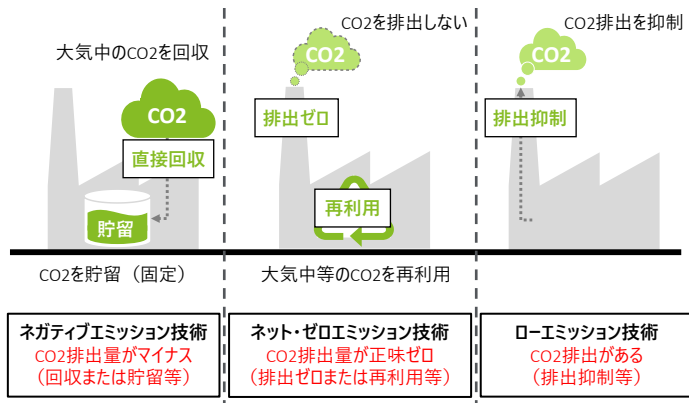 大気中のCO2を回収
CO2
直接回収
貯留
CO2を貯留（固定）
ネガティブエミッション技術
CO2排出量がマイナス
（回収または貯留等）
CO2を排出しない
CO2
排出ゼロ
再利用
大気中等のCO2を再利用
ネット・ゼロエミッション技術
CO2排出量が正味ゼロ
（排出ゼロまたは再利用等）
CO2排出を抑制
CO2
排出抑制
ローエミッション技術
CO2排出がある
（排出抑制等）